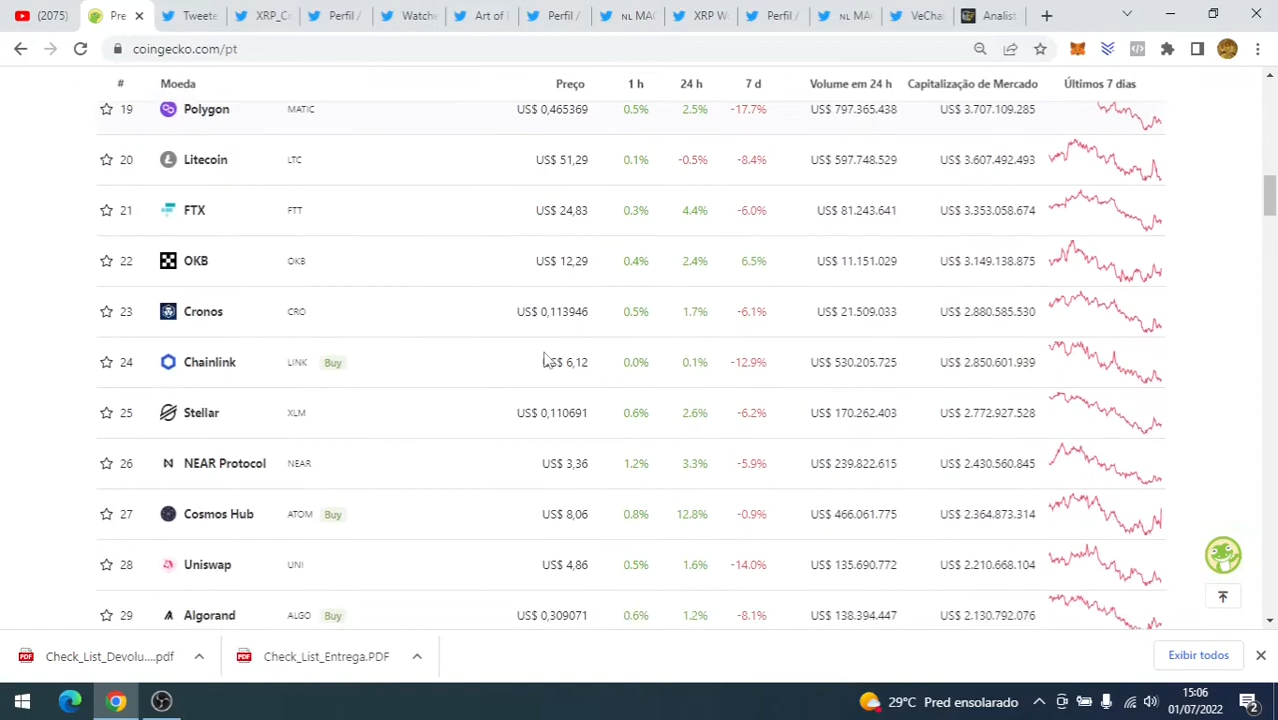 (2075) Pre Tweete XRP_C Perfil / Watche Art of Perfil / NL MA XRP W Perfil / NL MA VeCha Analist
coingecko.com/pt
# Moeda Preço 1 h 24 h 7 d Volume em 24 h Capitalização de Mercado Últimos 7 dias
19 Polygon MATIC US$ 0,465369 0.5% 2.5% -17.7% US$ 797.365.438 US$ 3.707.109.285
20 Litecoin LTC US$ 51,29 0.1% -0.5% -8.4% US$ 597.748.529 US$ 3.607.492.493
21 FTX FTT US$ 24,83 0.3% 4.4% -6.0% US$ 81.243.641 US$ 3.353.058.674
22 OKB OKB US$ 12,29 0.4% 2.4% 6.5% US$ 11.151.029 US$ 3.149.138.875
23 Cronos CRO US$ 0,113946 0.5% 1.7% -6.1% US$ 21.509.033 US$ 2.880.585.530
24 Chainlink LINK Buy US$ 6,12 0.0% 0.1% -12.9% US$ 530.205.725 US$ 2.850.601.939
25 Stellar XLM US$ 0,110691 0.6% 2.6% -6.2% US$ 170.262.403 US$ 2.772.927.528
26 NEAR Protocol NEAR US$ 3,36 1.2% 3.3% -5.9% US$ 239.822.615 US$ 2.430.560.845
27 Cosmos Hub ATOM Buy US$ 8,06 0.8% 12.8% -0.9% US$ 466.061.775 US$ 2.364.873.314
28 Uniswap UNI US$ 4,86 0.5% 1.6% -14.0% US$ 135.690.772 US$ 2.210.668.104
29 Algorand ALGO Buy US$ 0,309071 0.6% 1.2% -8.1% US$ 138.394.447 US$ 2.130.792.076
Check_List_Devolu....pdf Check_List_Entrega.PDF Exibir todos
29°C Pred ensolarado 15:06
01/07/2022 2